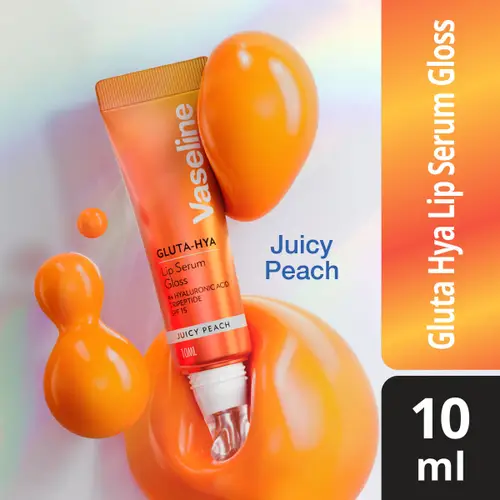 Vaseline
GLUTA-HYA
Lip Serum
Gloss
HYALURONIC ACID
TRIPEPTIDE
SPF 15
JUICY PEACH
10ML
Juicy
Peach
Gluta Hya Lip Serum Gloss
10
ml